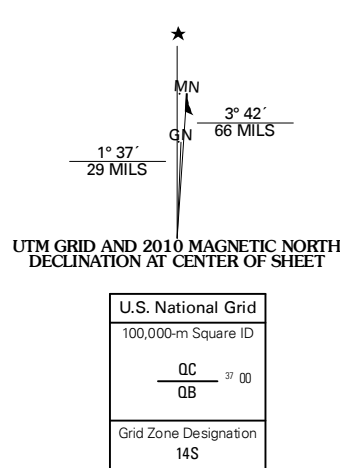 ★
MN
3° 42´
66 MILS
GN
1° 37´
29 MILS
UTM GRID AND 2010 MAGNETIC NORTH
DECLINATION AT CENTER OF SHEET
U.S. National Grid
100,000-m Square ID
QC
37 00
QB
Grid Zone Designation
14S